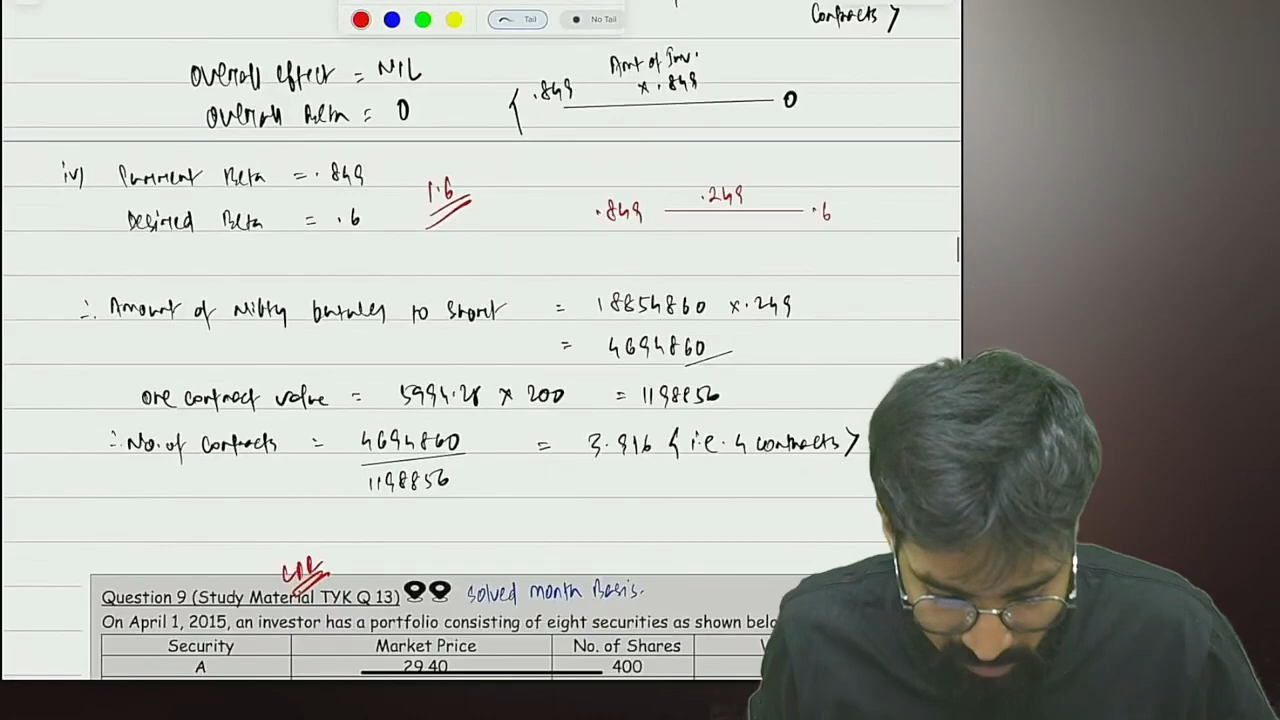 Tail No Tail
Contracts >
Overall effect = NIL
Overall Beta = 0
Amt of Inv.
{ .849 x .849 0
iv) Current Beta = .849
Desired Beta = .6
1.6
.849 .249 .6
∴ Amount of Nifty futures to short = 18854860 x .249
= 4694860
One contract value = 5994.28 x 200 = 1198856
∴ No. of contracts = 4694860 = 3.916 { i.e. 4 contracts >
1198856
Question 9 (Study Material TYK Q 13) Solved month Basis.
On April 1, 2015, an investor has a portfolio consisting of eight securities as shown
Security Market Price No. of Shares
A 29.40 400